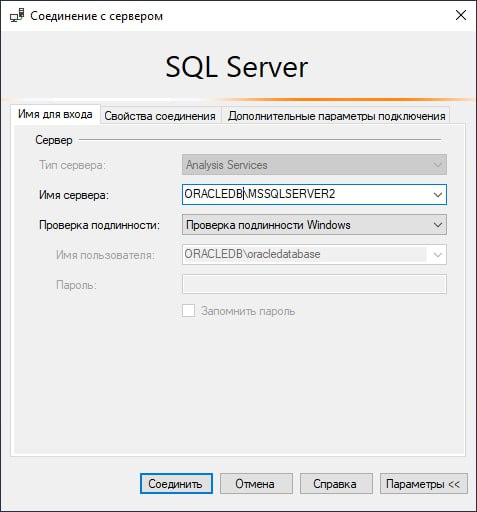 Соединение с сервером
SQL Server
Имя для входа Свойства соединения Дополнительные параметры подключения
Сервер
Тип сервера: Analysis Services
Имя сервера: ORACLEDB\MSSQLSERVER2
Проверка подлинности: Проверка подлинности Windows
Имя пользователя: ORACLEDB\oracledatabase
Пароль:
Запомнить пароль
Соединить Отмена Справка Параметры <<